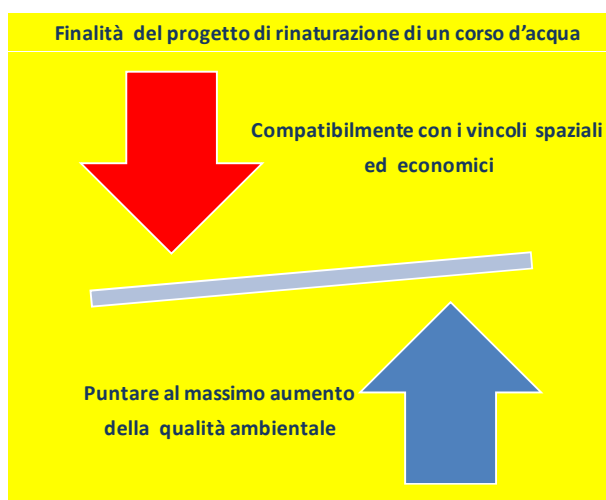 Finalità del progetto di rinaturazione di un corso d'acqua
Compatibilmente con i vincoli spaziali
ed economici
Puntare al massimo aumento
della qualità ambientale